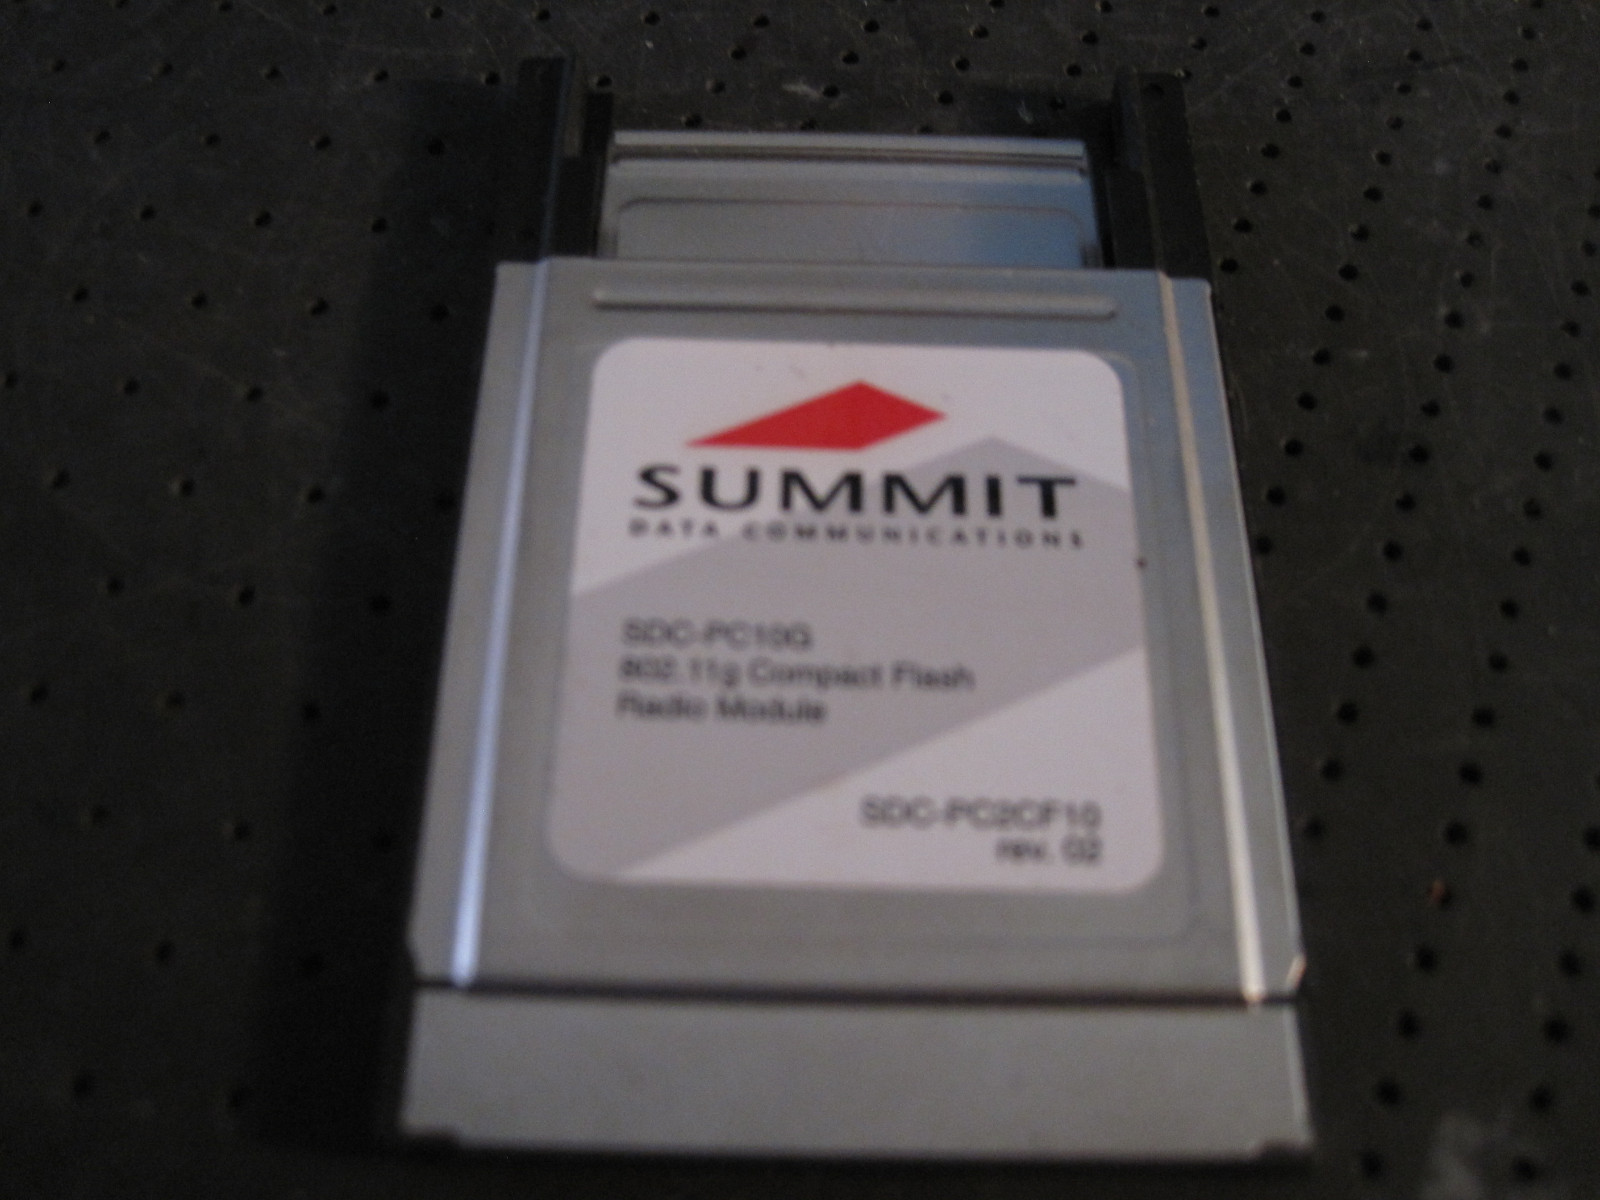 SUMMIT
DATA COMMUNICATIONS
SDC-PC10G
802.11g Compact Flash
Radio Module
SDC-PC2CF10
rev. 02